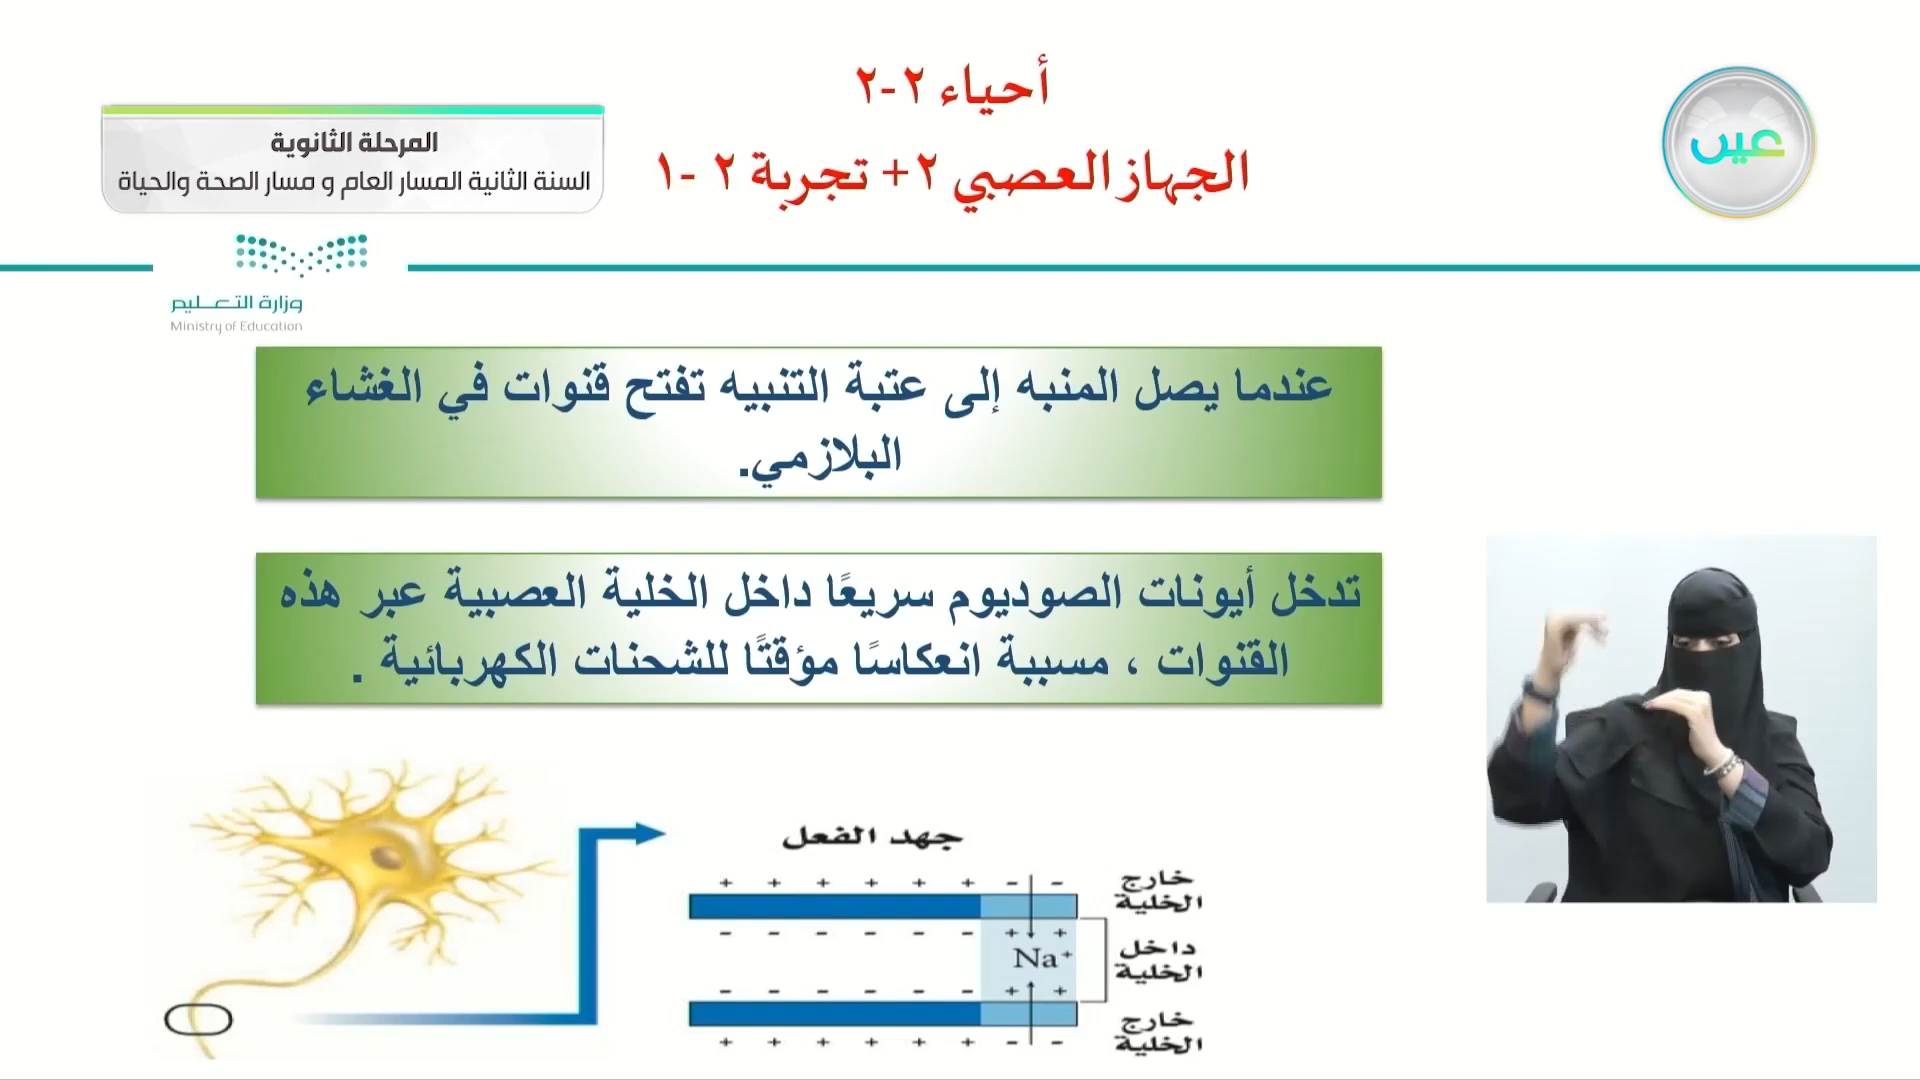 أحياء ٢-٢
الجهاز العصبي ٢ + تجربة ٢ -١
عين
المرحلة الثانوية
السنة الثانية المسار العام و مسار الصحة والحياة
وزارة التعليم
Ministry of Education
عندما يصل المنبه إلى عتبة التنبيه تفتح قنوات في الغشاء
البلازمي.
تدخل أيونات الصوديوم سريعًا داخل الخلية العصبية عبر هذه
القنوات ، مسببة انعكاسًا مؤقتًا للشحنات الكهربائية .
جهد الفعل
+ + + + + + - -
خارج
الخلية
- - - - - - + +
Na⁺
داخل
الخلية
- - - - - - + +
خارج
الخلية
+ + + + + + - -